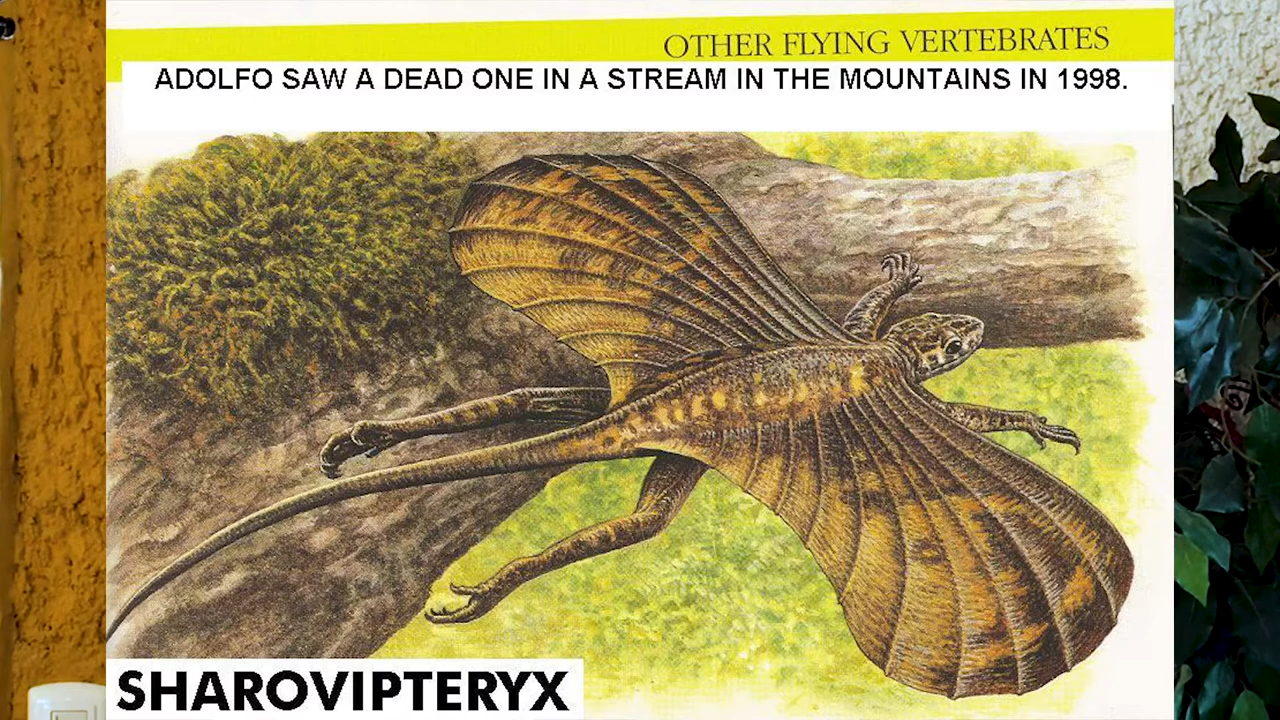 OTHER FLYING VERTEBRATES
ADOLFO SAW A DEAD ONE IN A STREAM IN THE MOUNTAINS IN 1998.
SHAROVIPTERYX